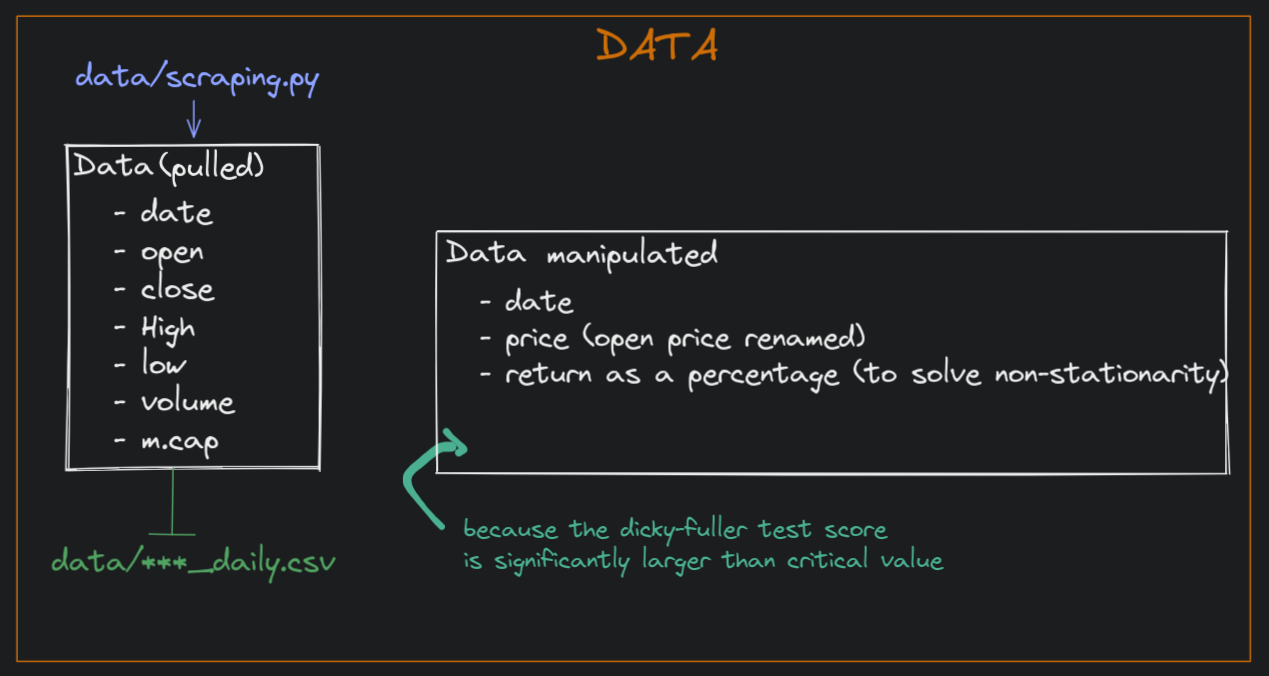 DATA
data/scraping.py
Data(pulled)
- date
- open
- close
- High
- low
- volume
- m.cap
data/***_daily.csv
Data manipulated
- date
- price (open price renamed)
- return as a percentage (to solve non-stationarity)
because the dicky-fuller test score
is significantly larger than critical value